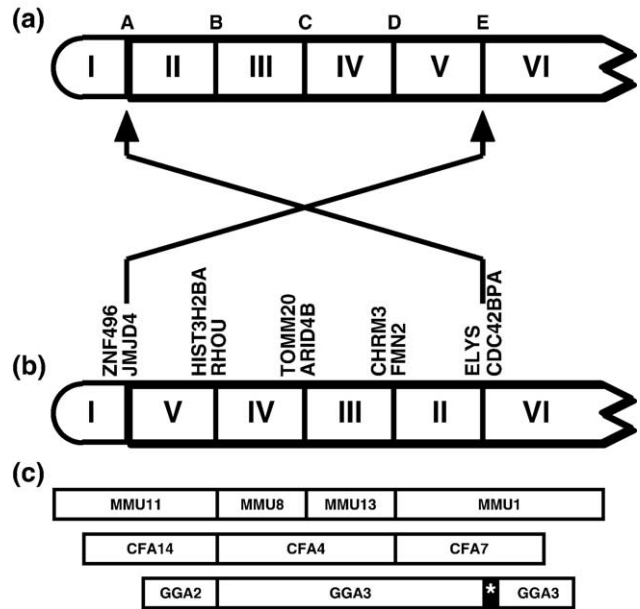 (a)
A B C D E
I II III IV V VI
ZNF496
JMJD4
HIST3H2BA
RHOU
TOMM20
ARID4B
CHRM3
FMN2
ELYS
CDC42BPA
(b)
I V IV III II VI
(c)
MMU11 MMU8 MMU13 MMU1
CFA14 CFA4 CFA7
GGA2 GGA3 * GGA3